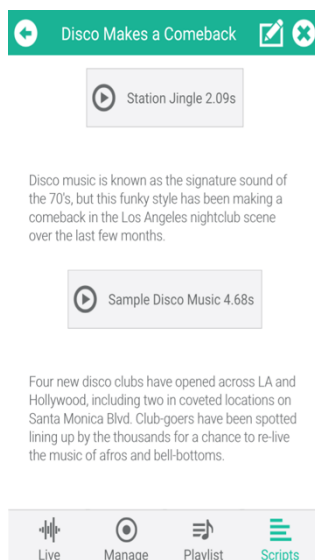 Disco Makes a Comeback
Station Jingle 2.09s
Disco music is known as the signature sound of
the 70's, but this funky style has been making a
comeback in the Los Angeles nightclub scene
over the last few months.
Sample Disco Music 4.68s
Four new disco clubs have opened across LA and
Hollywood, including two in coveted locations on
Santa Monica Blvd. Club-goers have been spotted
lining up by the thousands for a chance to re-live
the music of afros and bell-bottoms.
Live Manage Playlist Scripts